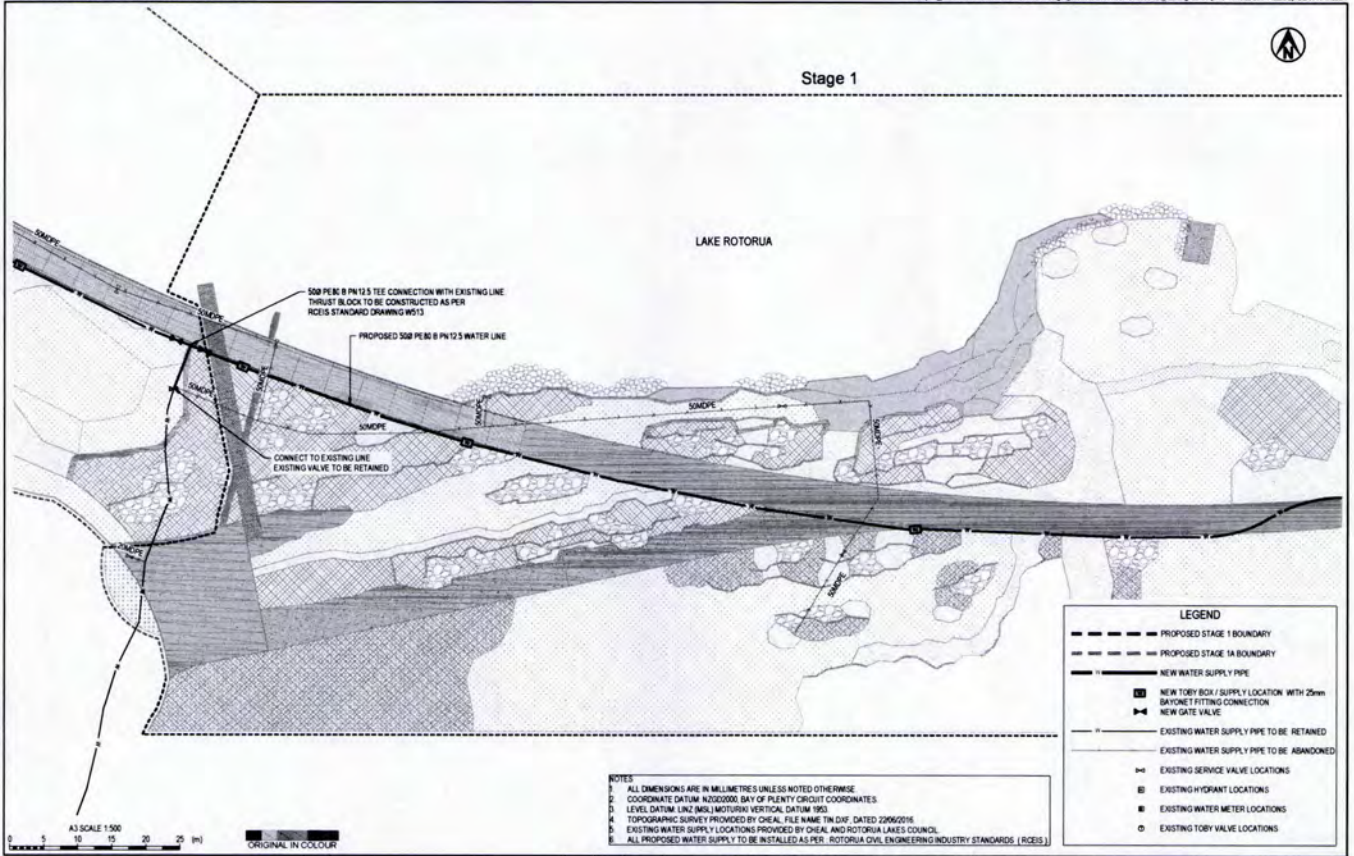 N
Stage 1
LAKE ROTORUA
50MDPE
50Ø PE80 B PN12.5 TEE CONNECTION WITH EXISTING LINE
THRUST BLOCK TO BE CONSTRUCTED AS PER
RCEIS STANDARD DRAWING W513
50MDPE
PROPOSED 50Ø PE80 B PN12.5 WATER LINE
50MDPE
50MDPE
50MDPE
50MDPE
50MDPE
50MDPE
CONNECT TO EXISTING LINE
EXISTING VALVE TO BE RETAINED
20MDPE
50MDPE
LEGEND
PROPOSED STAGE 1 BOUNDARY
PROPOSED STAGE 1A BOUNDARY
W NEW WATER SUPPLY PIPE
NEW TOBY BOX / SUPPLY LOCATION WITH 25mm
BAYONET FITTING CONNECTION
NEW GATE VALVE
W EXISTING WATER SUPPLY PIPE TO BE RETAINED
EXISTING WATER SUPPLY PIPE TO BE ABANDONED
EXISTING SERVICE VALVE LOCATIONS
EXISTING HYDRANT LOCATIONS
EXISTING WATER METER LOCATIONS
EXISTING TOBY VALVE LOCATIONS
NOTES
1. ALL DIMENSIONS ARE IN MILLIMETRES UNLESS NOTED OTHERWISE.
2. COORDINATE DATUM: NZGD2000, BAY OF PLENTY CIRCUIT COORDINATES.
3. LEVEL DATUM: LINZ (MSL) MOTURIKI VERTICAL DATUM 1953.
4. TOPOGRAPHIC SURVEY PROVIDED BY CHEAL, FILE NAME TIN.DXF, DATED 22/06/2016.
5. EXISTING WATER SUPPLY LOCATIONS PROVIDED BY CHEAL AND ROTORUA LAKES COUNCIL.
6. ALL PROPOSED WATER SUPPLY TO BE INSTALLED AS PER : ROTORUA CIVIL ENGINEERING INDUSTRY STANDARDS ( RCEIS )
A3 SCALE 1:500
0 5 10 15 20 25 (m)
ORIGINAL IN COLOUR